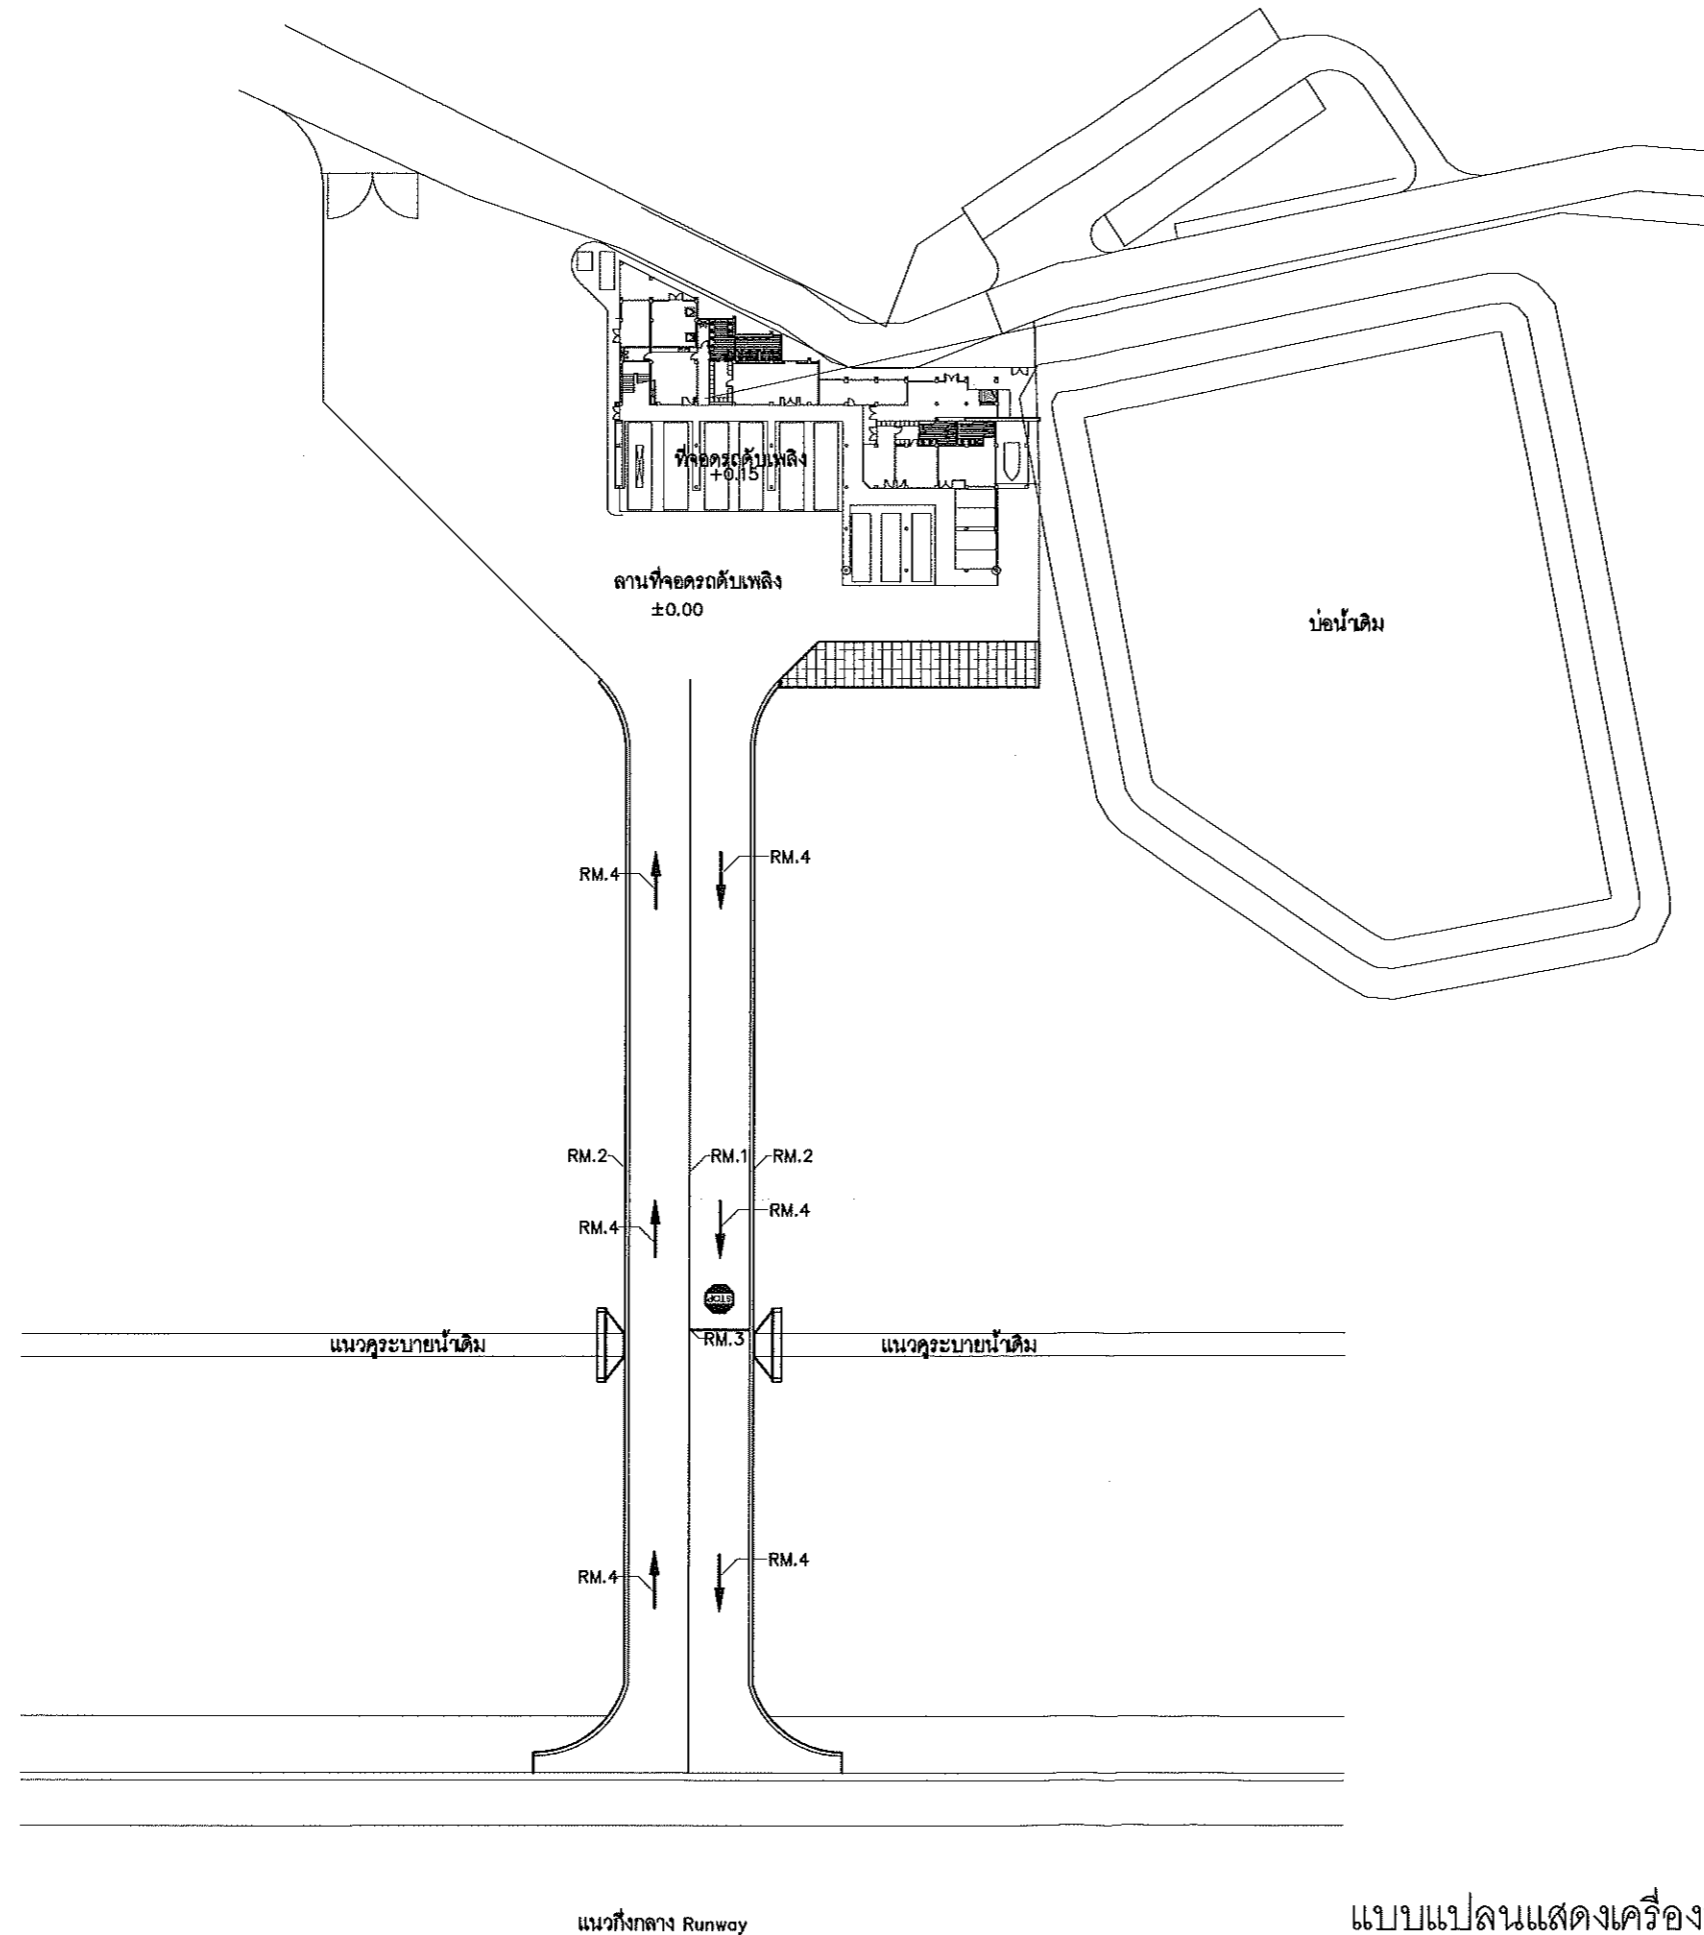 ที่จอดรถดับเพลิง
+0.15
ลานที่จอดรถดับเพลิง
±0.00
บ่อน้ำเดิม
RM.4
RM.4
RM.2
RM.1
RM.2
RM.4
RM.4
STOP
RM.3
แนวคูระบายน้ำเดิม
แนวคูระบายน้ำเดิม
RM.4
RM.4
แนวกึ่งกลาง Runway
แบบแปลนแสดงเครื่อง